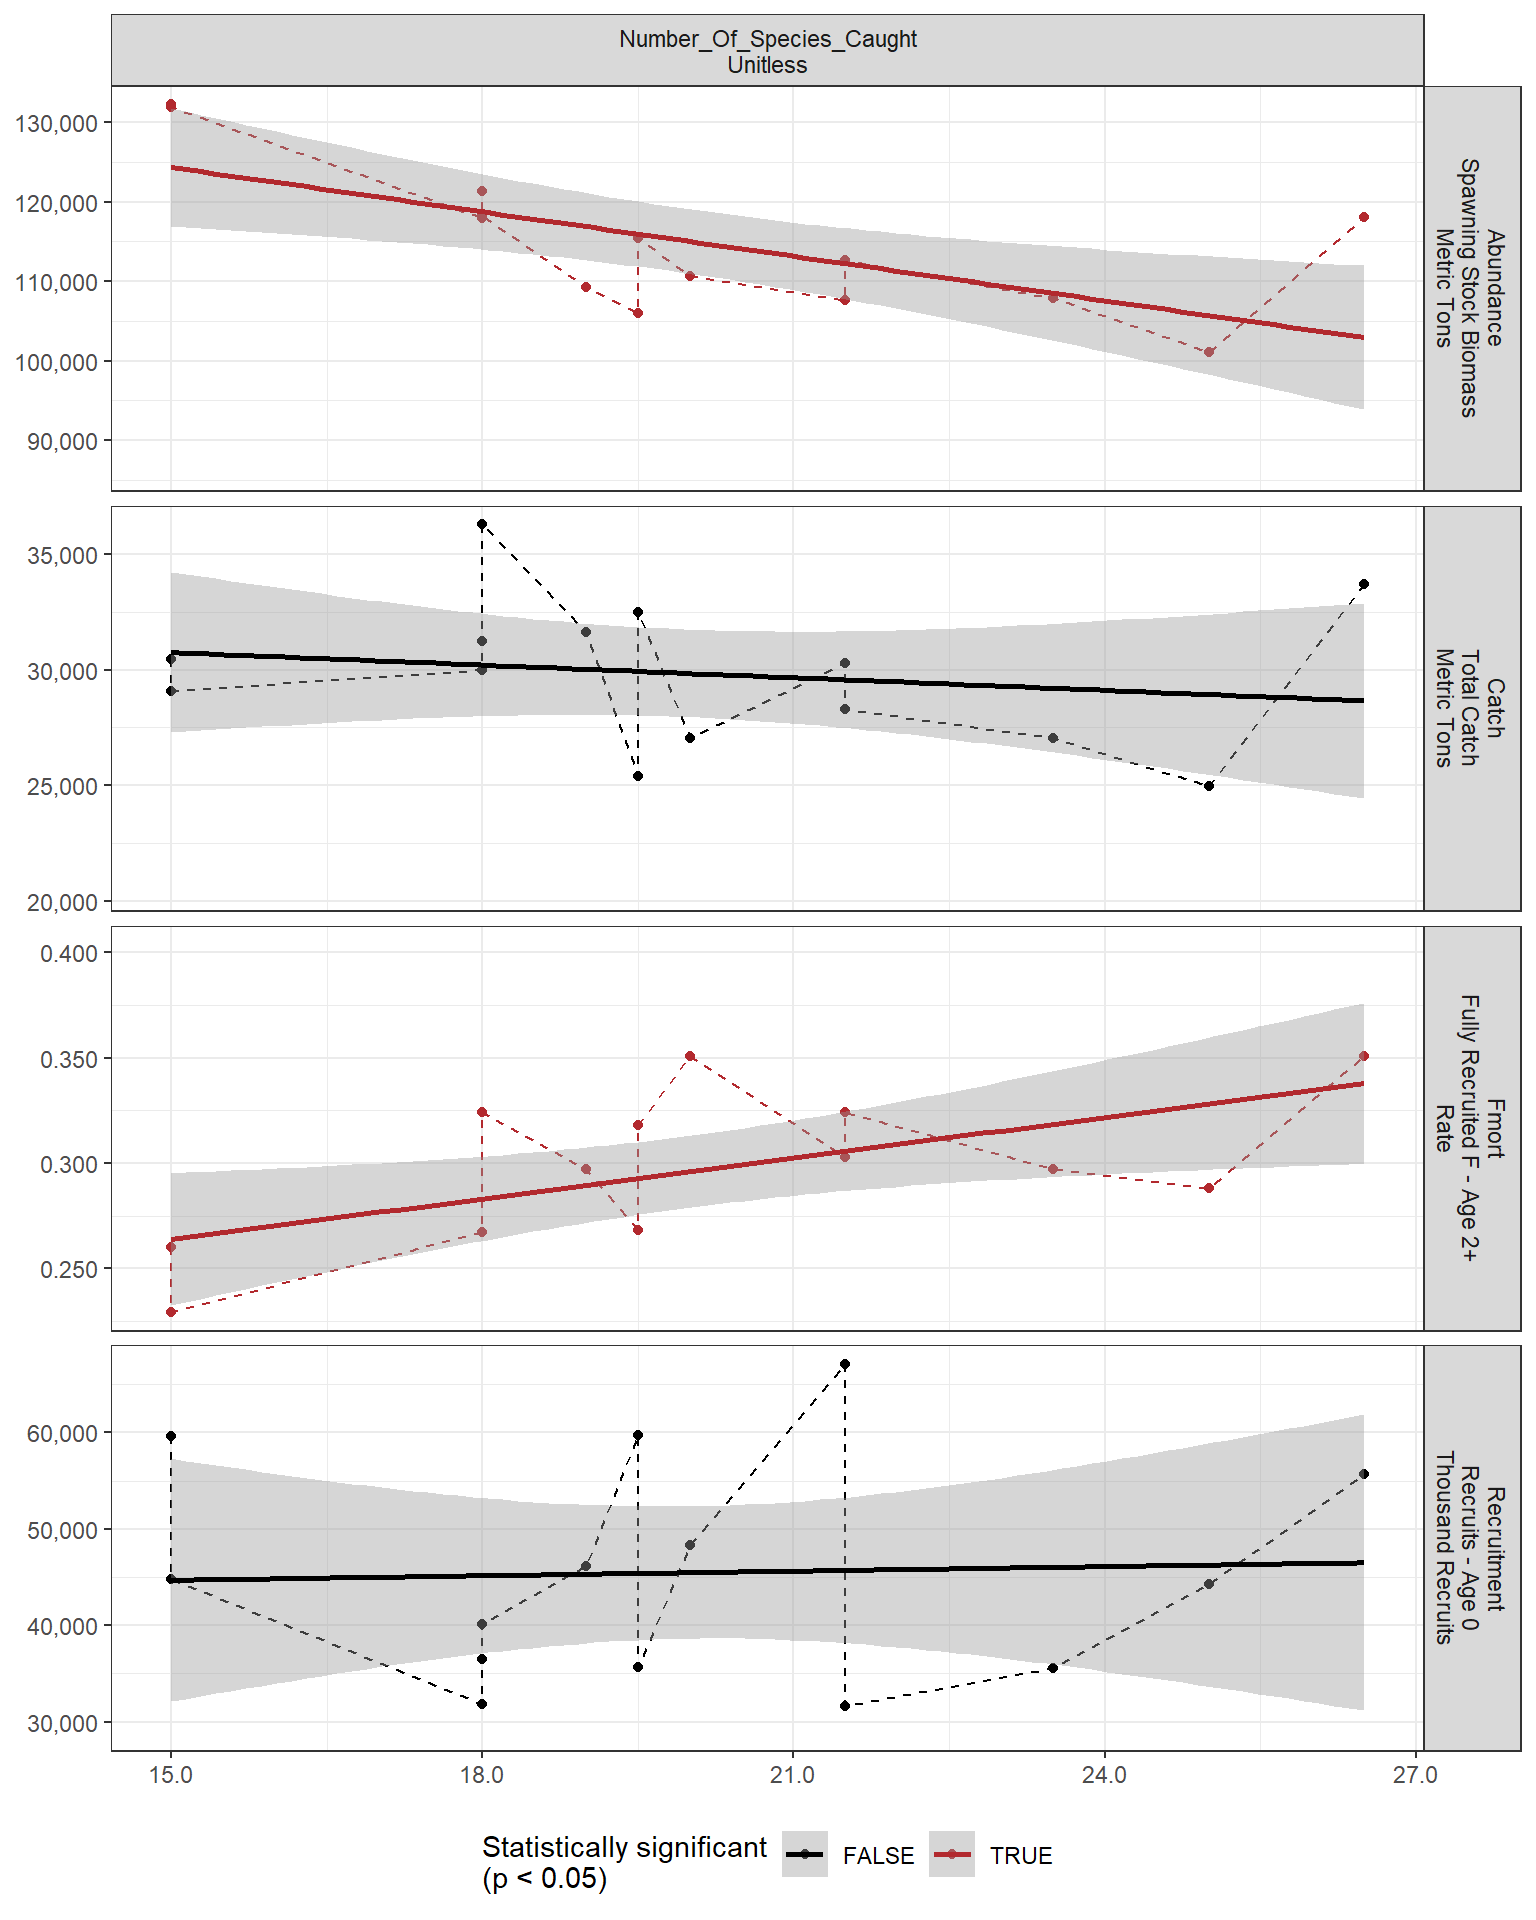 Number_Of_Species_Caught
Unitless
130,000
120,000
110,000
100,000
90,000
Abundance
Spawning Stock Biomass
Metric Tons
35,000
30,000
25,000
20,000
Catch
Total Catch
Metric Tons
0.400
0.350
0.300
0.250
Fmort
Fully Recruited F - Age 2+
Rate
60,000
50,000
40,000
30,000
Recruitment
Recruits - Age 0
Thousand Recruits
15.0 18.0 21.0 24.0 27.0
Statistically significant
(p < 0.05)
FALSE TRUE